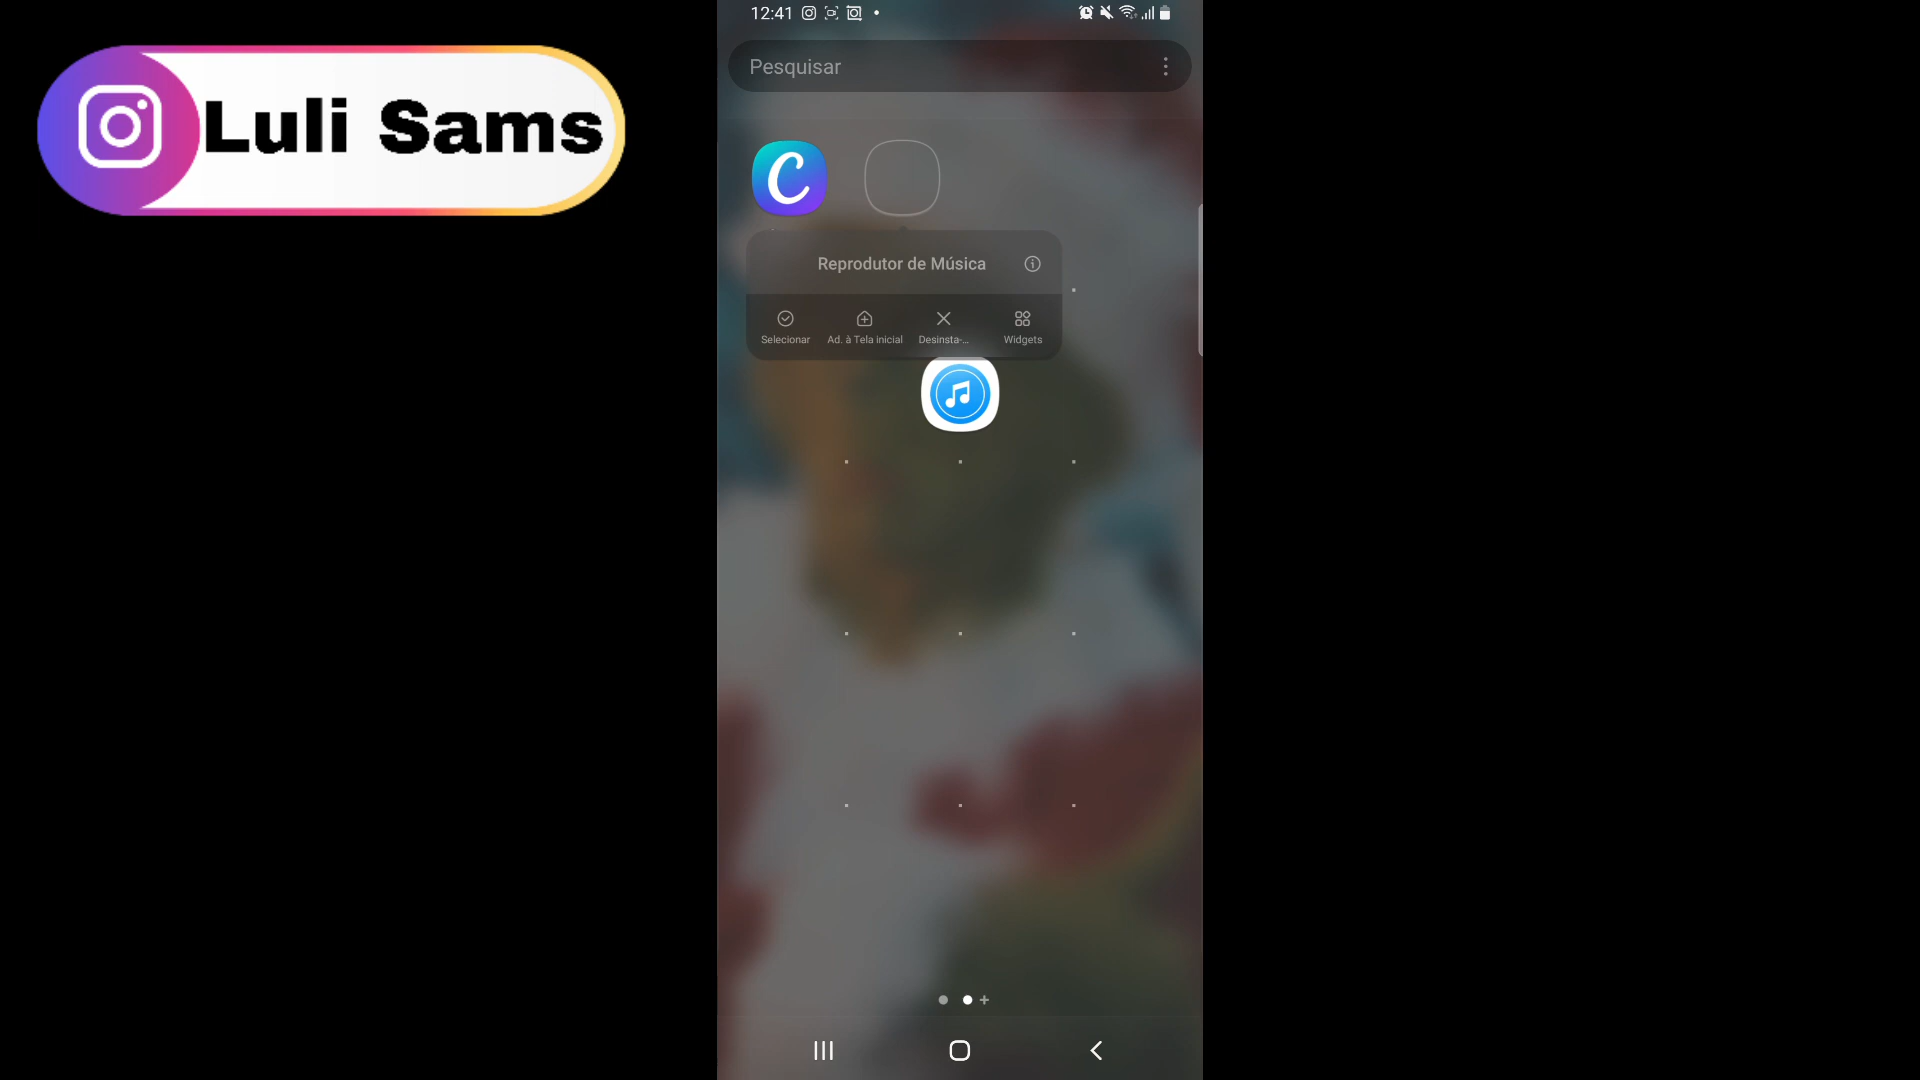 12:41
Luli Sams
Pesquisar
Reprodutor de Música
Selecionar
Ad. à Tela inicial
Desinsta-...
Widgets